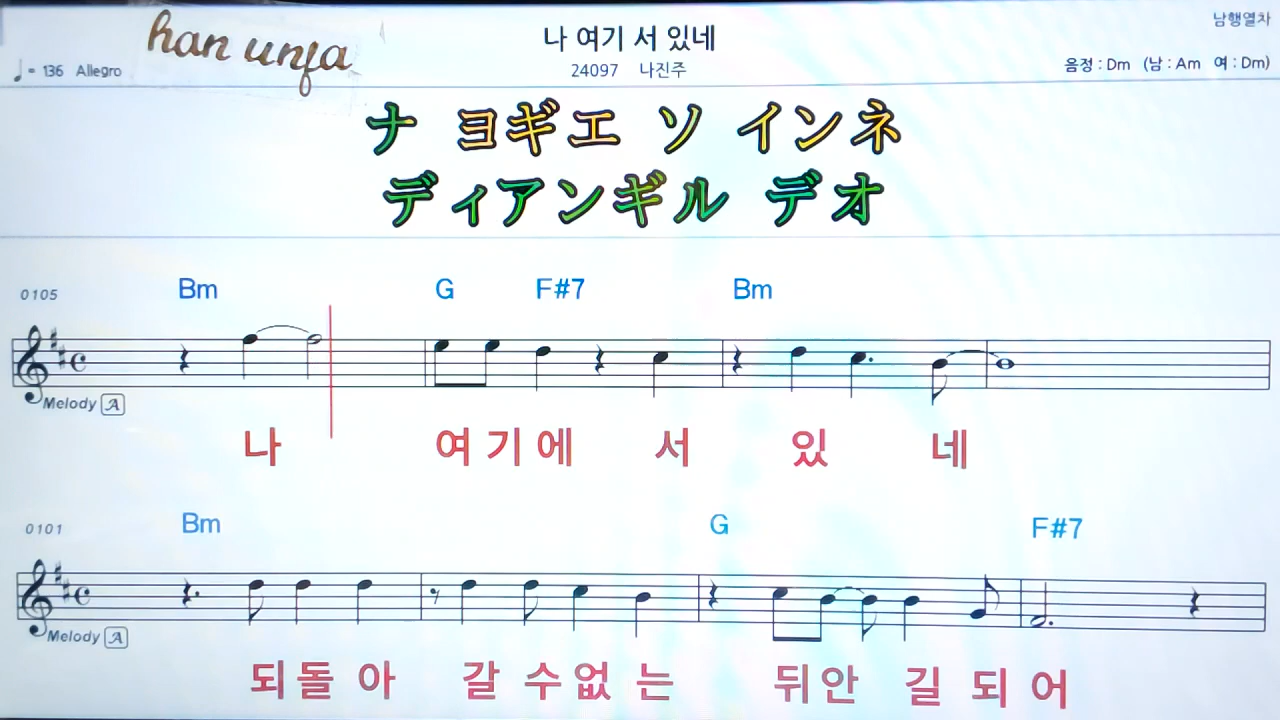 han unja
나 여기 서 있네
남행열차
♩= 136 Allegro
24097 나진주
음정 : Dm (남 : Am 여 : Dm)
ナ ヨギエ ソ インネ
ディアンギル デオ
0105 Bm G F#7 Bm
Melody A
나 여기에 서 있 네
0101 Bm G F#7
Melody A
되돌아 갈 수없는 뒤안 길 되어